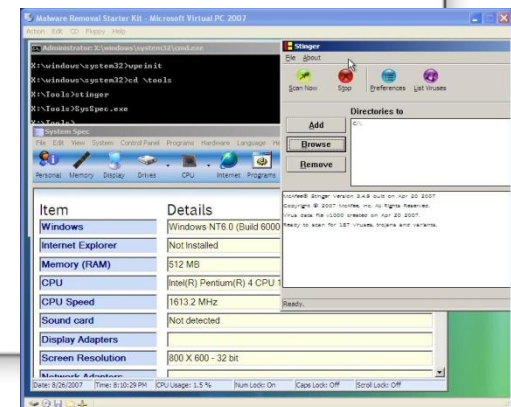 Malware Removal Starter Kit - Microsoft Virtual PC 2007
Action Edit CD Floppy Help
Administrator: X:\windows\system32\cmd.exe
X:\windows\system32>wpeinit
X:\windows\system32>cd \tools
X:\Tools>stinger
X:\Tools>SysSpec.exe
X:\Tools>
Stinger
File About
Scan Now Stop Preferences List Viruses
Directories to
Add
C:\
Browse
Remove
McAfee® Stinger Version 3.4.9 built on Apr 20 2007
Copyright © 2007 McAfee, Inc. All Rights Reserved.
Virus data file v1000 created on Apr 20 2007.
Ready to scan for 187 viruses, trojans and variants.
Ready.
System Spec
File Edit View System Control Panel Programs Hardware Language
Personal Memory Display Drives CPU Internet Programs
Item Details
Windows Windows NT6.0 (Build 6000
Internet Explorer Not Installed
Memory (RAM) 512 MB
CPU Intel(R) Pentium(R) 4 CPU 1
CPU Speed 1613.2 MHz
Sound card Not detected
Display Adapters
Screen Resolution 800 X 600 - 32 bit
Network Adapters
Date: 8/26/2007 Time: 8:10:29 PM CPU Usage: 1.5 % Num Lock: On Caps Lock: Off Scroll Lock: Off